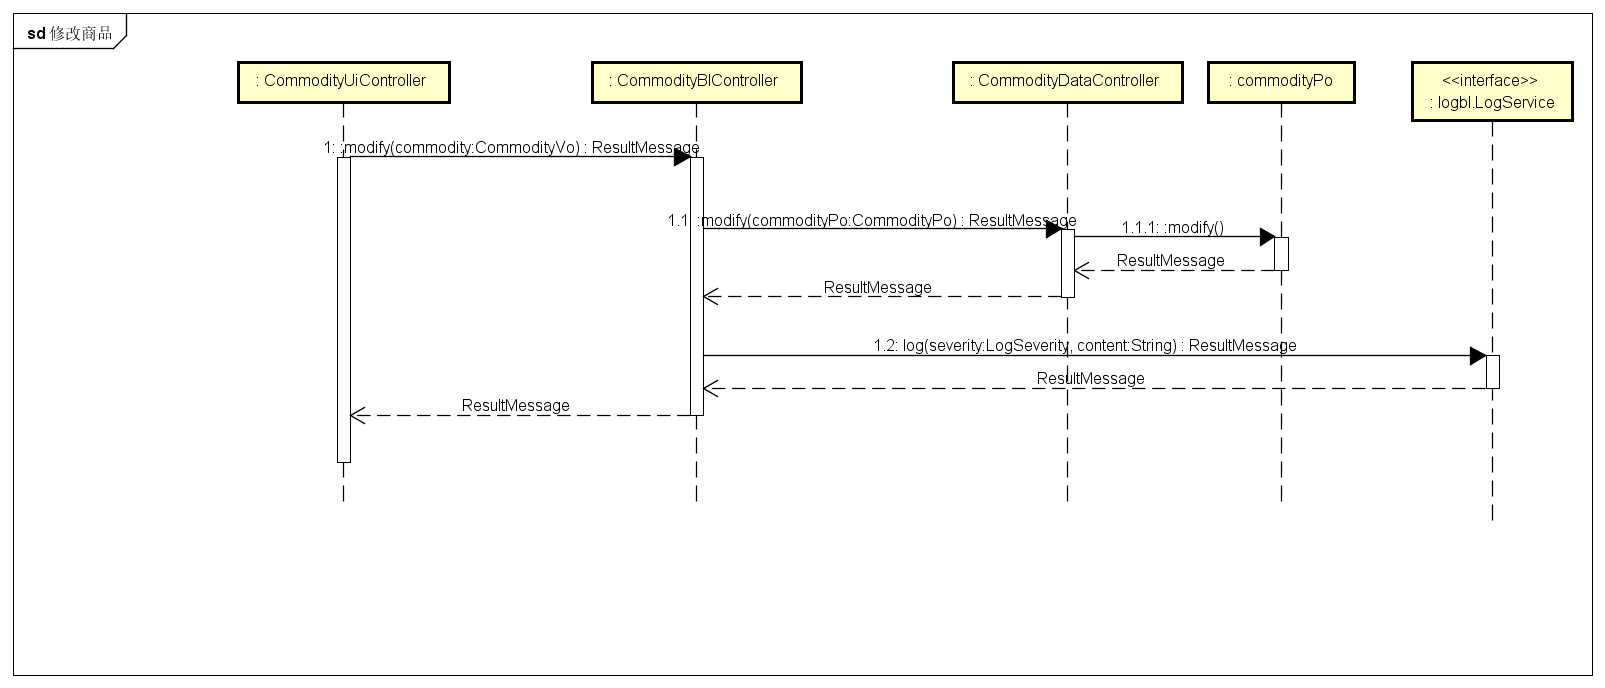 sd 修改商品
: CommodityUiController
: CommodityBlController
: CommodityDataController
: commodityPo
<<interface>>
: logbl.LogService
1: :modify(commodity:CommodityVo) : ResultMessage
1.1: :modify(commodityPo:CommodityPo) : ResultMessage
1.1.1: :modify()
ResultMessage
ResultMessage
1.2: log(severity:LogSeverity, content:String) : ResultMessage
ResultMessage
ResultMessage